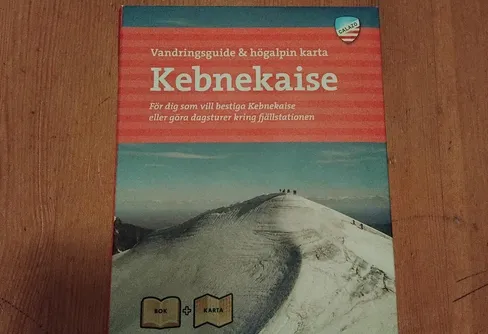 CALAZO
Vandringsguide & högalpin karta
Kebnekaise
För dig som vill bestiga Kebnekaise
eller göra dagsturer kring fjällstationen
BOK + KARTA